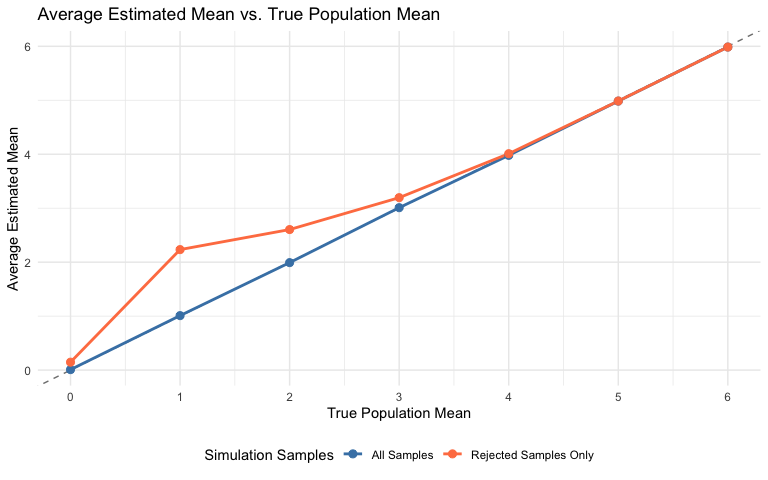 Average Estimated Mean vs. True Population Mean
Average Estimated Mean
6
4
2
0
0 1 2 3 4 5 6
True Population Mean
Simulation Samples All Samples Rejected Samples Only